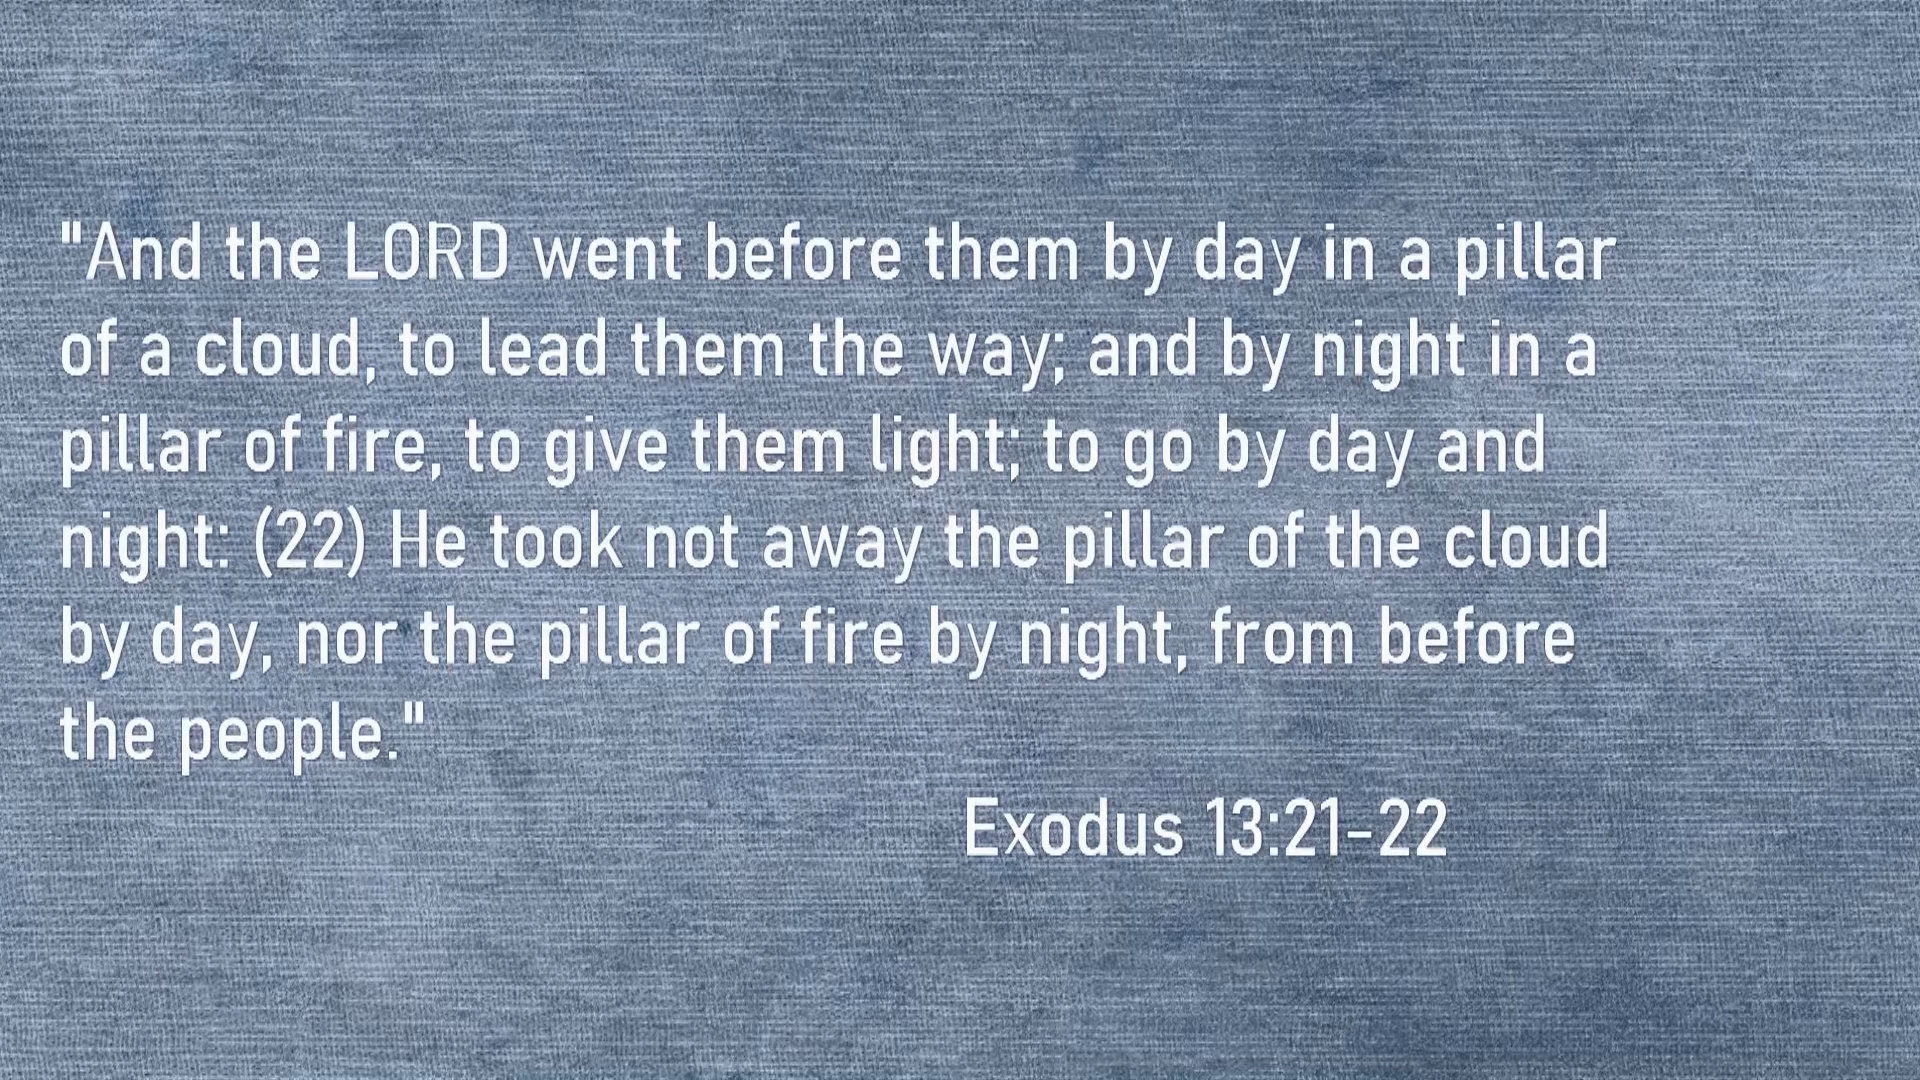 "And the LORD went before them by day in a pillar
of a cloud, to lead them the way; and by night in a
pillar of fire, to give them light; to go by day and
night: (22) He took not away the pillar of the cloud
by day, nor the pillar of fire by night, from before
the people."
Exodus 13:21-22